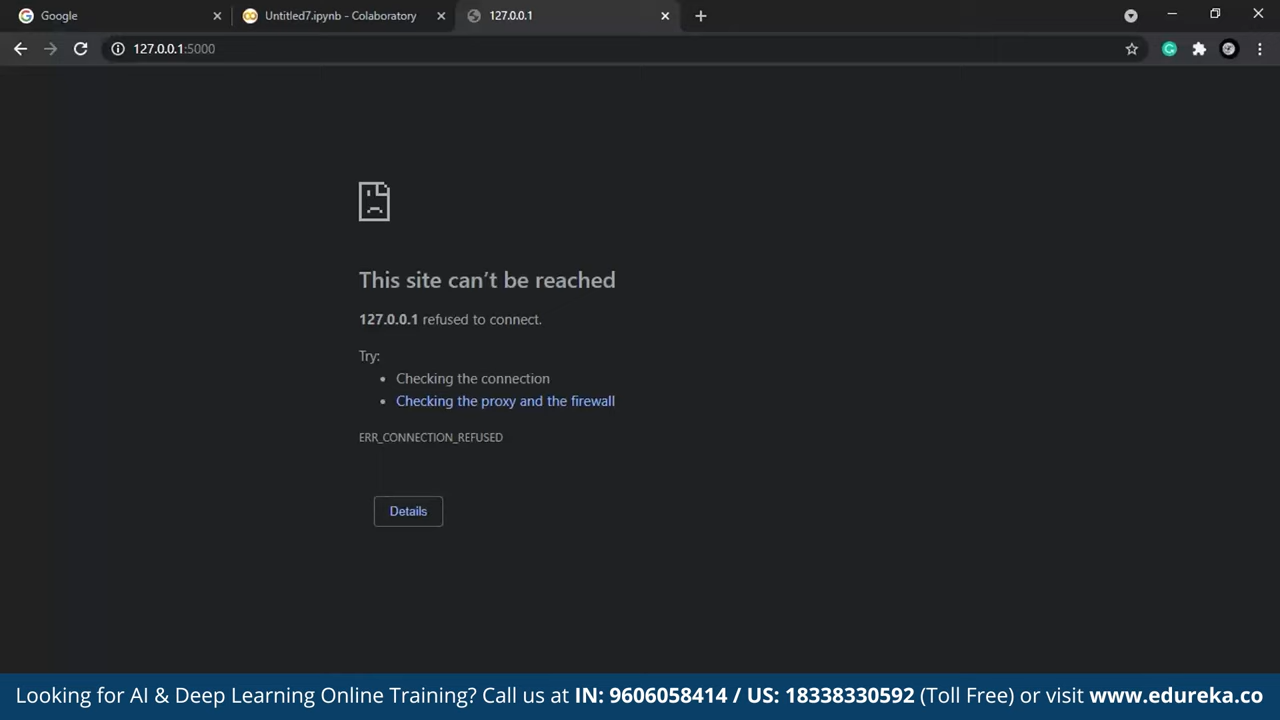 Google
Untitled7.ipynb - Colaboratory
127.0.0.1
127.0.0.1:5000
This site can’t be reached
127.0.0.1 refused to connect.
Try:
• Checking the connection
• Checking the proxy and the firewall
ERR_CONNECTION_REFUSED
Details
Looking for AI & Deep Learning Online Training? Call us at IN: 9606058414 / US: 18338330592 (Toll Free) or visit www.edureka.co